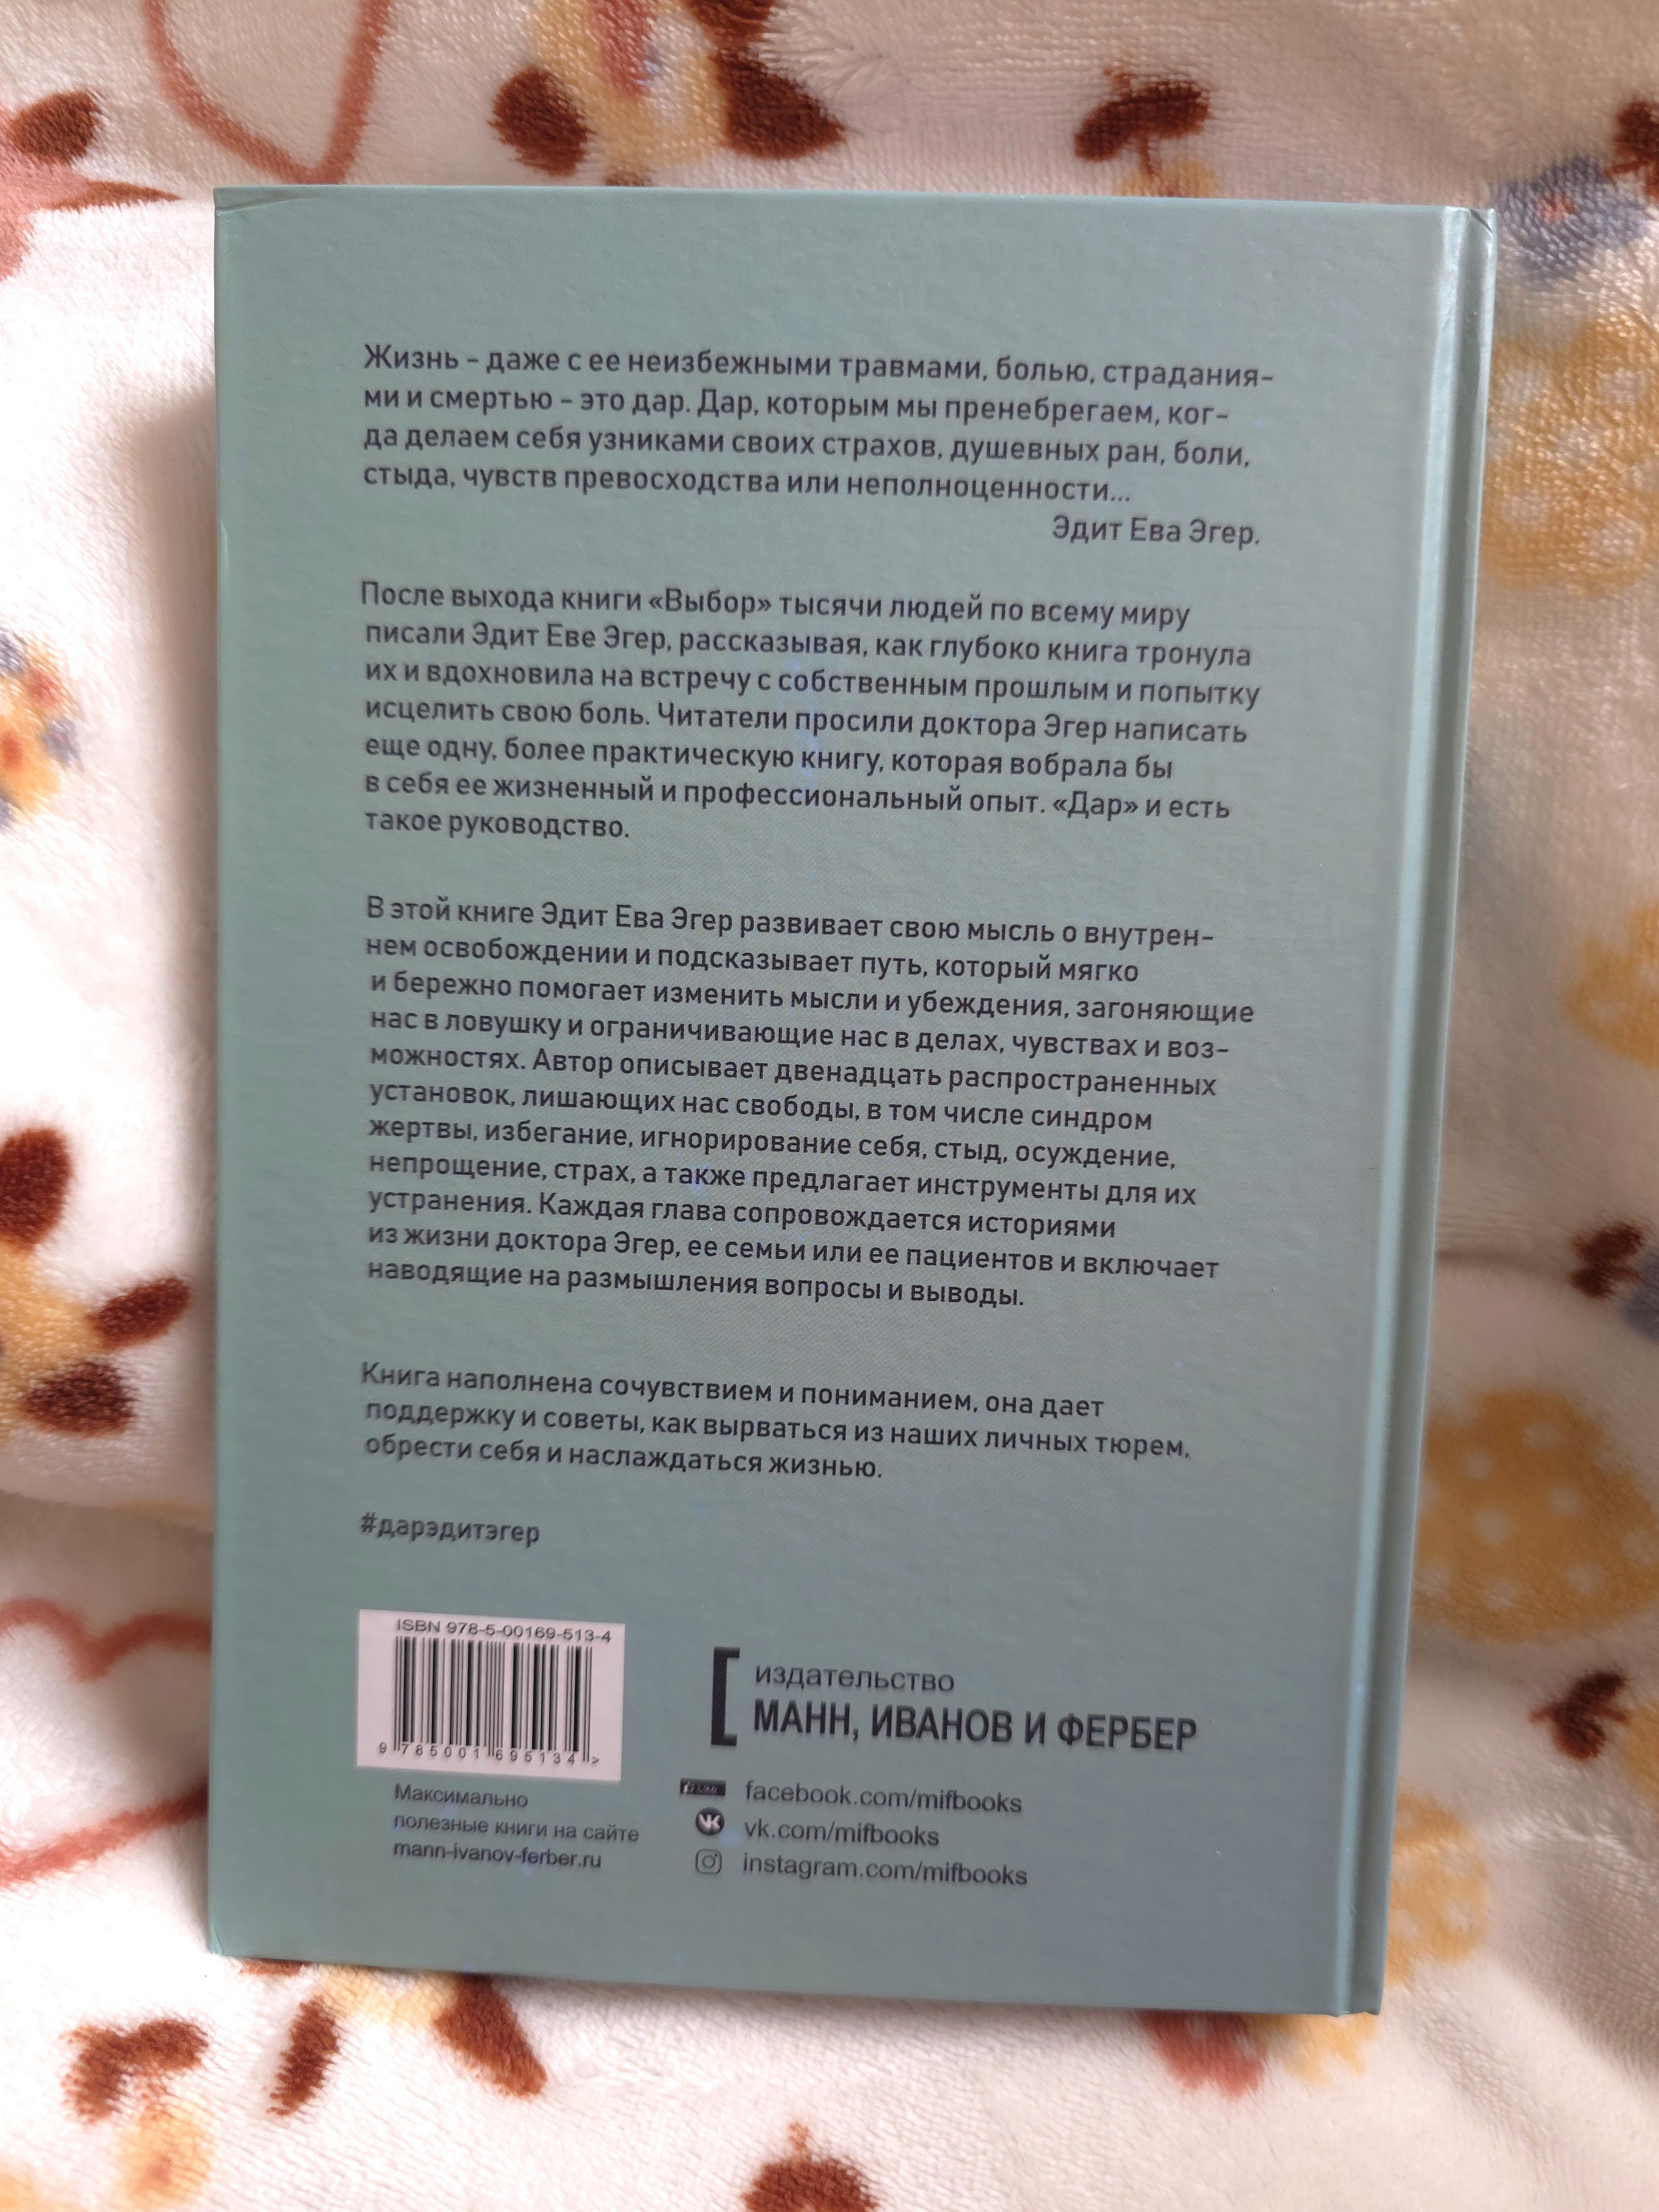 Жизнь – даже с ее неизбежными травмами, болью, страдания-
ми и смертью – это дар. Дар, которым мы пренебрегаем, ког-
да делаем себя узниками своих страхов, душевных ран, боли,
стыда, чувств превосходства или неполноценности...
Эдит Ева Эгер.
После выхода книги «Выбор» тысячи людей по всему миру
писали Эдит Еве Эгер, рассказывая, как глубоко книга тронула
их и вдохновила на встречу с собственным прошлым и попытку
исцелить свою боль. Читатели просили доктора Эгер написать
еще одну, более практическую книгу, которая вобрала бы
в себя ее жизненный и профессиональный опыт. «Дар» и есть
такое руководство.
В этой книге Эдит Ева Эгер развивает свою мысль о внутрен-
нем освобождении и подсказывает путь, который мягко
и бережно помогает изменить мысли и убеждения, загоняющие
нас в ловушку и ограничивающие нас в делах, чувствах и воз-
можностях. Автор описывает двенадцать распространенных
установок, лишающих нас свободы, в том числе синдром
жертвы, избегание, игнорирование себя, стыд, осуждение,
непрощение, страх, а также предлагает инструменты для их
устранения. Каждая глава сопровождается историями
из жизни доктора Эгер, ее семьи или ее пациентов и включает
наводящие на размышления вопросы и выводы.
Книга наполнена сочувствием и пониманием, она дает
поддержку и советы, как вырваться из наших личных тюрем,
обрести себя и наслаждаться жизнью.
#дарэдитэгер
ISBN 978-5-00169-513-4
9 785001 695134 >
Максимально
полезные книги на сайте
mann-ivanov-ferber.ru
издательство
МАНН, ИВАНОВ И ФЕРБЕР
Like facebook.com/mifbooks
vk.com/mifbooks
instagram.com/mifbooks